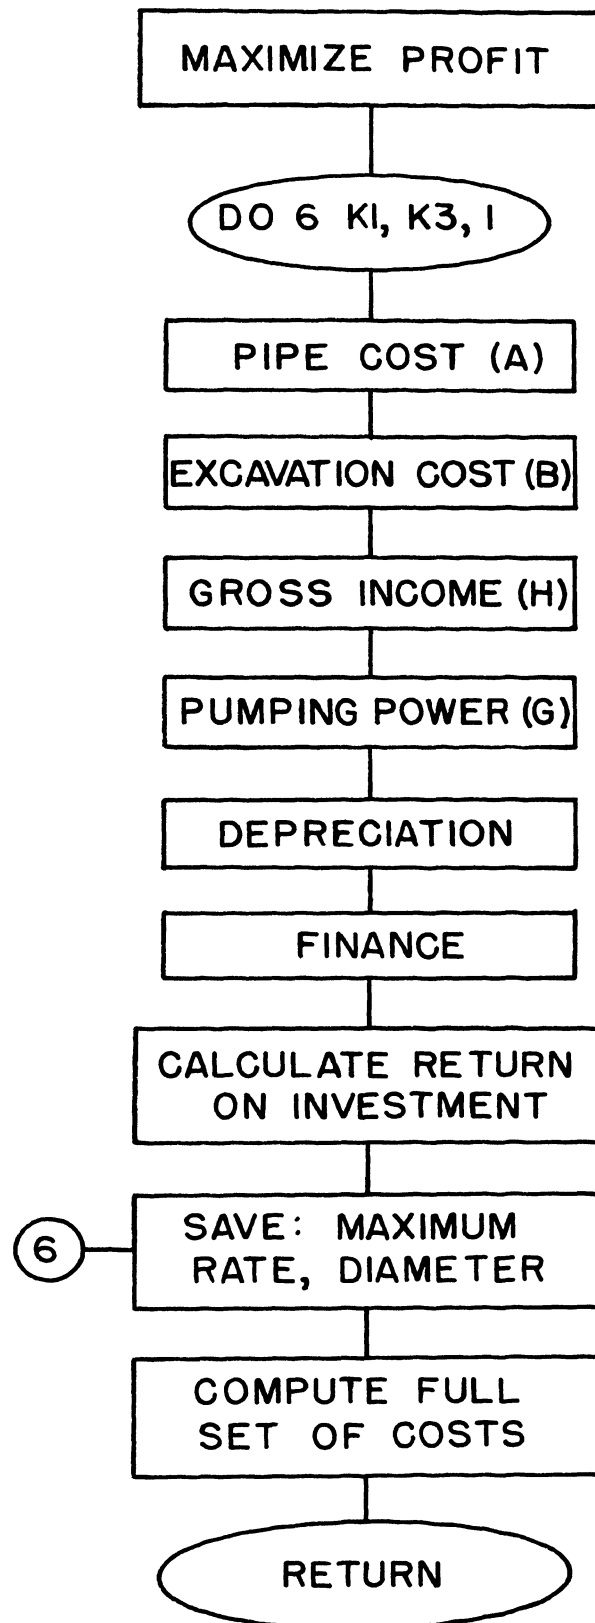 MAXIMIZE PROFIT
DO 6 K1, K3, 1
PIPE COST (A)
EXCAVATION COST (B)
GROSS INCOME (H)
PUMPING POWER (G)
DEPRECIATION
FINANCE
CALCULATE RETURN
ON INVESTMENT
6
SAVE: MAXIMUM
RATE, DIAMETER
COMPUTE FULL
SET OF COSTS
RETURN